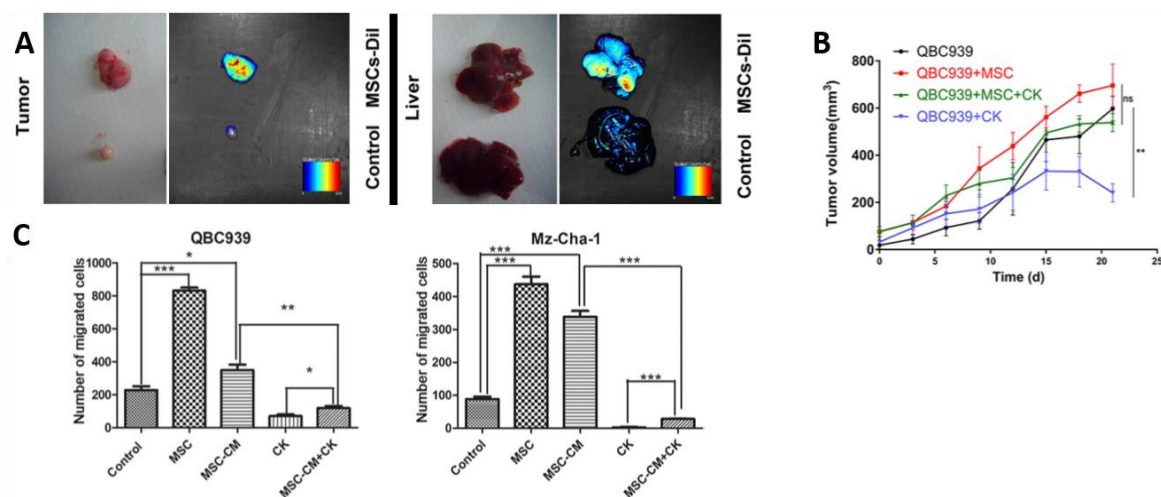 A
Tumor
MSCs-DiI
Control
Liver
MSCs-DiI
Control
B
QBC939
QBC939+MSC
QBC939+MSC+CK
QBC939+CK
ns
**
Tumor volume(mm³)
800
600
400
200
0
0 5 10 15 20 25
Time (d)
C
QBC939
Number of migrated cells
1000
800
600
400
200
0
***
*
**
*
Control
MSC
MSC-CM
CK
MSC-CM+CK
Mz-Cha-1
Number of migrated cells
500
400
300
200
100
0
***
***
***
***
Control
MSC
MSC-CM
CK
MSC-CM+CK